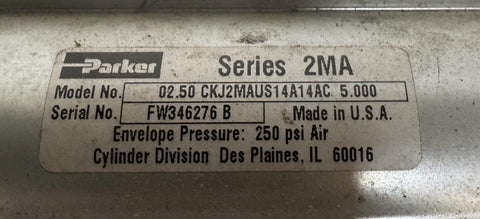 Parker Series 2MA
Model No. 02.50 CKJ2MAUS14A14AC 5.000
Serial No. FW346276 B Made in U.S.A.
Envelope Pressure: 250 psi Air
Cylinder Division Des Plaines, IL 60016